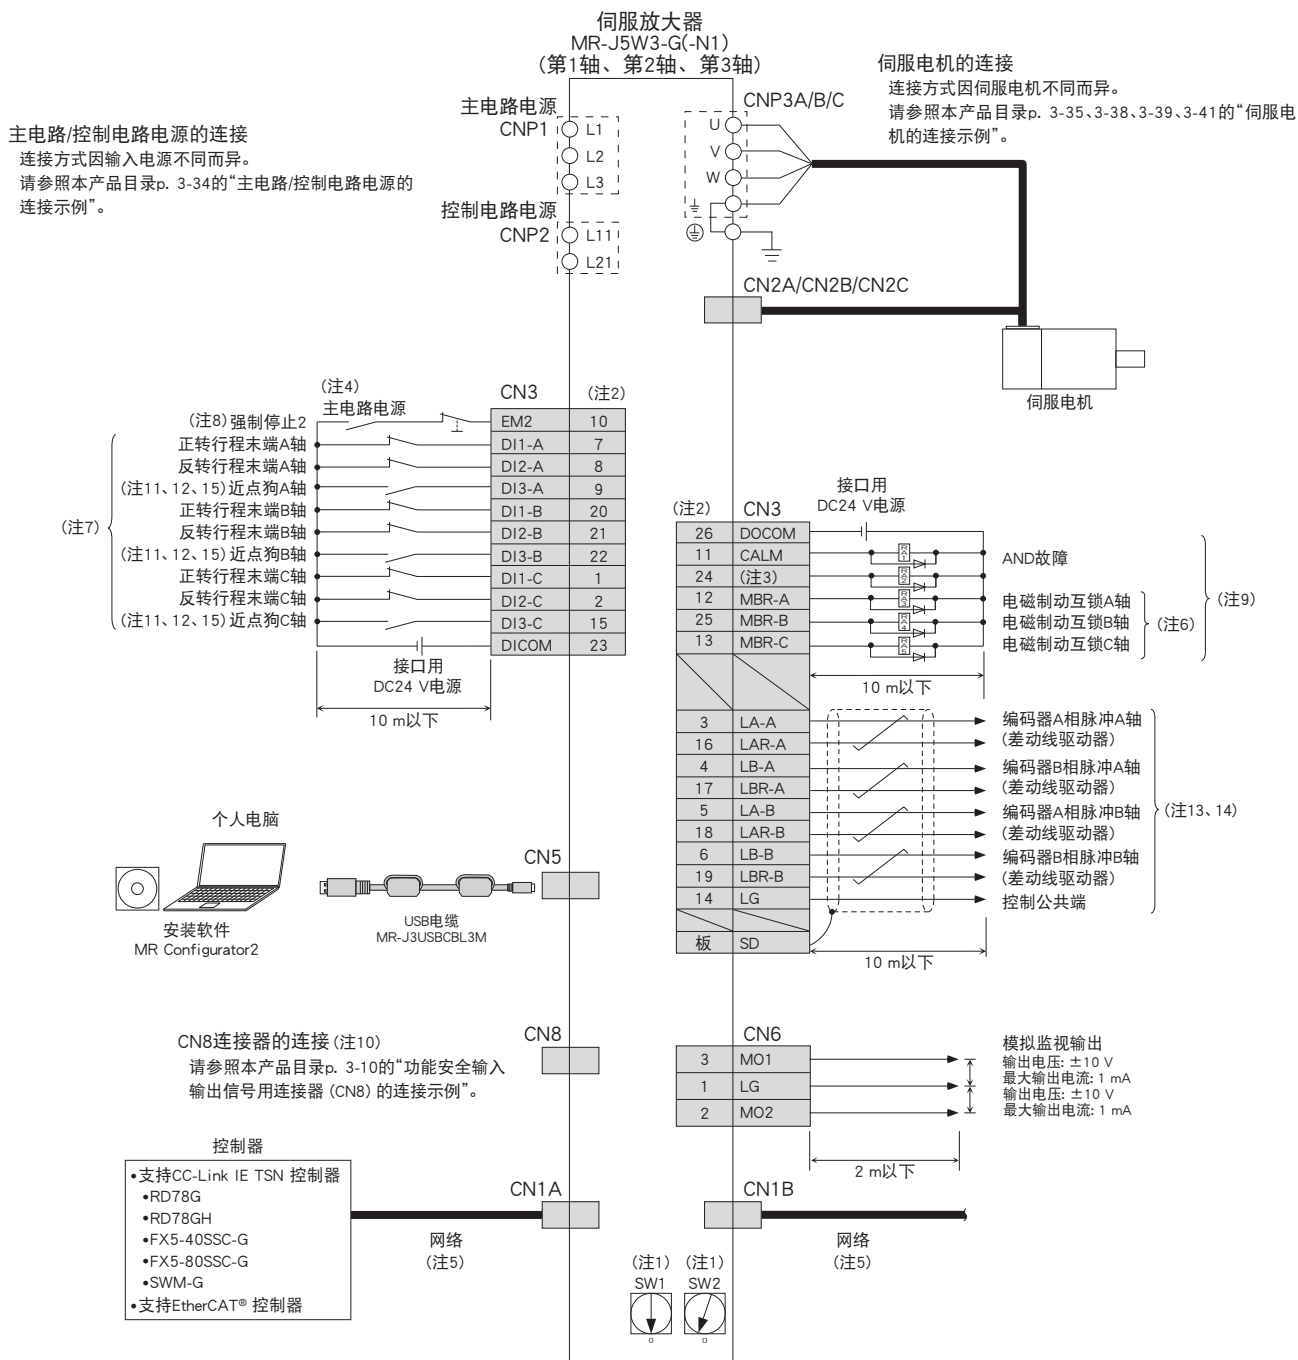 伺服放大器
MR-J5W3-G(-N1)
(第1轴、第2轴、第3轴)
主电路/控制电路电源的连接
连接方式因输入电源不同而异。
请参照本产品目录p. 3-34的“主电路/控制电路电源的
连接示例”。
主电路电源
CNP1
L1
L2
L3
控制电路电源
CNP2
L11
L21
CNP3A/B/C
U
V
W
伺服电机的连接
连接方式因伺服电机不同而异。
请参照本产品目录p. 3-35、3-38、3-39、3-41的“伺服电
机的连接示例”。
CN2A/CN2B/CN2C
伺服电机
(注4)
主电路电源
CN3 (注2)
(注8)强制停止2 EM2 10
正转行程末端A轴 DI1-A 7
反转行程末端A轴 DI2-A 8
(注11、12、15)近点狗A轴 DI3-A 9
正转行程末端B轴 DI1-B 20
反转行程末端B轴 DI2-B 21
(注11、12、15)近点狗B轴 DI3-B 22
正转行程末端C轴 DI1-C 1
反转行程末端C轴 DI2-C 2
(注11、12、15)近点狗C轴 DI3-C 15
DICOM 23
(注7)
接口用
DC24 V电源
10 m以下
接口用
DC24 V电源
(注2) CN3
26 DOCOM
11 CALM RA1 AND故障
24 (注3) RA2
12 MBR-A RA3 电磁制动互锁A轴
25 MBR-B RA4 电磁制动互锁B轴
13 MBR-C RA5 电磁制动互锁C轴
(注6)
(注9)
10 m以下
3 LA-A 编码器A相脉冲A轴
16 LAR-A (差动线驱动器)
4 LB-A 编码器B相脉冲A轴
17 LBR-A (差动线驱动器)
5 LA-B 编码器A相脉冲B轴
18 LAR-B (差动线驱动器)
6 LB-B 编码器B相脉冲B轴
19 LBR-B (差动线驱动器)
14 LG 控制公共端
板 SD
(注13、14)
10 m以下
个人电脑
安装软件
MR Configurator2
USB电缆
MR-J3USBCBL3M
CN5
CN8连接器的连接(注10)
请参照本产品目录p. 3-10的“功能安全输入
输出信号用连接器 (CN8) 的连接示例”。
CN8
CN6
3 MO1
1 LG
2 MO2
模拟监视输出
输出电压: ±10 V
最大输出电流: 1 mA
输出电压: ±10 V
最大输出电流: 1 mA
2 m以下
控制器
•支持CC-Link IE TSN 控制器
•RD78G
•RD78GH
•FX5-40SSC-G
•FX5-80SSC-G
•SWM-G
•支持EtherCAT® 控制器
CN1A
网络
(注5)
CN1B
网络
(注5)
(注1) (注1)
SW1 SW2
0 0